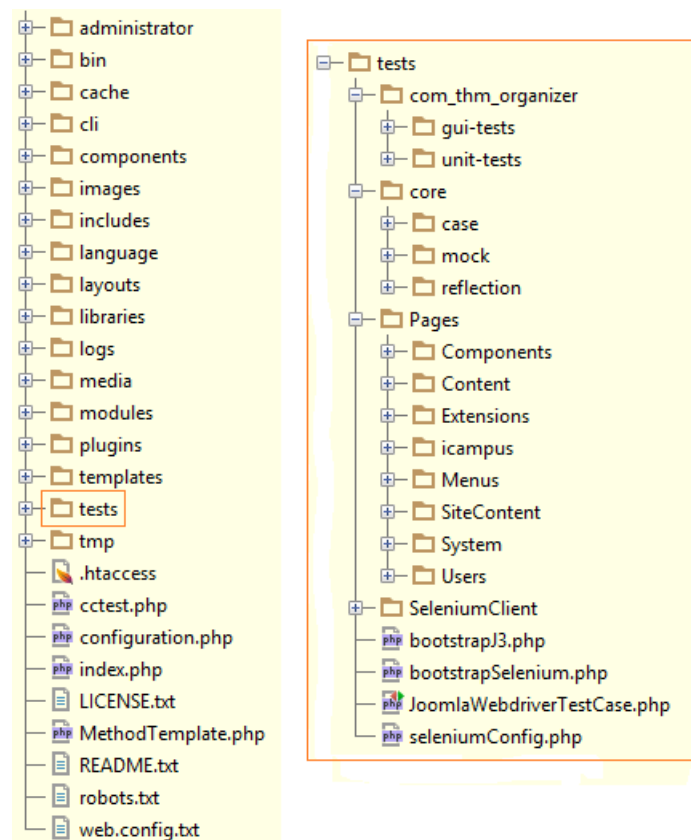 administrator
bin
cache
cli
components
images
includes
language
layouts
libraries
logs
media
modules
plugins
templates
tests
tmp
.htaccess
php cctest.php
php configuration.php
php index.php
LICENSE.txt
php MethodTemplate.php
README.txt
robots.txt
web.config.txt
tests
com_thm_organizer
gui-tests
unit-tests
core
case
mock
reflection
Pages
Components
Content
Extensions
icampus
Menus
SiteContent
System
Users
SeleniumClient
php bootstrapJ3.php
php bootstrapSelenium.php
php JoomlaWebdriverTestCase.php
php seleniumConfig.php